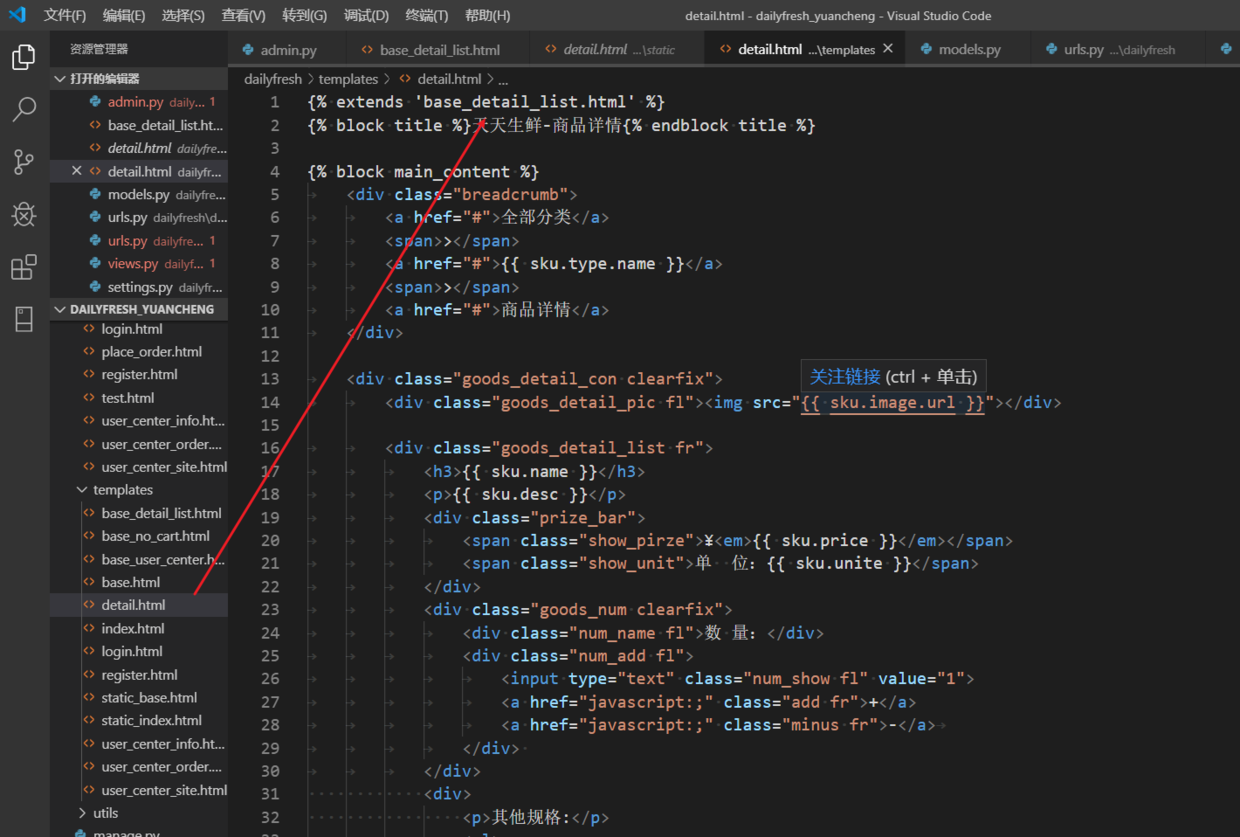 文件(F) 编辑(E) 选择(S) 查看(V) 转到(G) 调试(D) 终端(T) 帮助(H) detail.html - dailyfresh_yuancheng - Visual Studio Code
资源管理器
admin.py base_detail_list.html detail.html ...\static detail.html ...\templates models.py urls.py ...\dailyfresh
打开的编辑器
admin.py daily... 1
base_detail_list.ht...
detail.html dailyfre...
detail.html dailyfr...
models.py dailyfre...
urls.py dailyfresh\d...
urls.py dailyfre... 1
views.py dailyf... 1
settings.py dailyfr...
DAILYFRESH_YUANCHENG
login.html
place_order.html
register.html
test.html
user_center_info.ht...
user_center_order....
user_center_site.html
templates
base_detail_list.html
base_no_cart.html
base_user_center.h...
base.html
detail.html
index.html
login.html
register.html
static_base.html
static_index.html
user_center_info.ht...
user_center_order....
user_center_site.html
utils
manage.py
dailyfresh > templates > detail.html > ...
1 {% extends 'base_detail_list.html' %}
2 {% block title %}天天生鲜-商品详情{% endblock title %}
3
4 {% block main_content %}
5 <div class="breadcrumb">
6 <a href="#">全部分类</a>
7 <span>></span>
8 <a href="#">{{ sku.type.name }}</a>
9 <span>></span>
10 <a href="#">商品详情</a>
11 </div>
12
关注链接 (ctrl + 单击)
13 <div class="goods_detail_con clearfix">
14 <div class="goods_detail_pic fl"><img src="{{ sku.image.url }}"></div>
15
16 <div class="goods_detail_list fr">
17 <h3>{{ sku.name }}</h3>
18 <p>{{ sku.desc }}</p>
19 <div class="prize_bar">
20 <span class="show_pirze">¥<em>{{ sku.price }}</em></span>
21 <span class="show_unit">单  位：{{ sku.unite }}</span>
22 </div>
23 <div class="goods_num clearfix">
24 <div class="num_name fl">数 量：</div>
25 <div class="num_add fl">
26 <input type="text" class="num_show fl" value="1">
27 <a href="javascript:;" class="add fr">+</a>
28 <a href="javascript:;" class="minus fr">-</a>
29 </div>
30 </div>
31 <div>
32 <p>其他规格:</p>